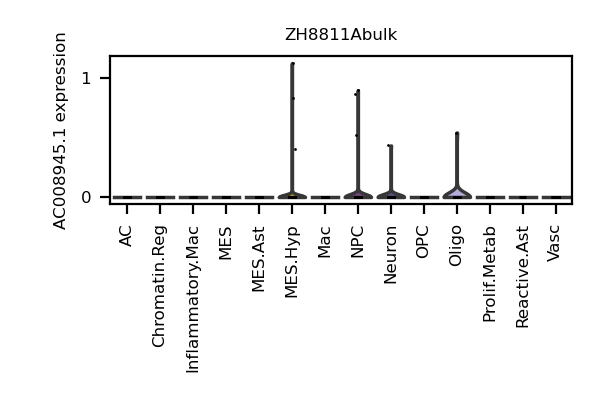 ZH8811Abulk
AC008945.1 expression
1
0
AC
Chromatin.Reg
Inflammatory.Mac
MES
MES.Ast
MES.Hyp
Mac
NPC
Neuron
OPC
Oligo
Prolif.Metab
Reactive.Ast
Vasc